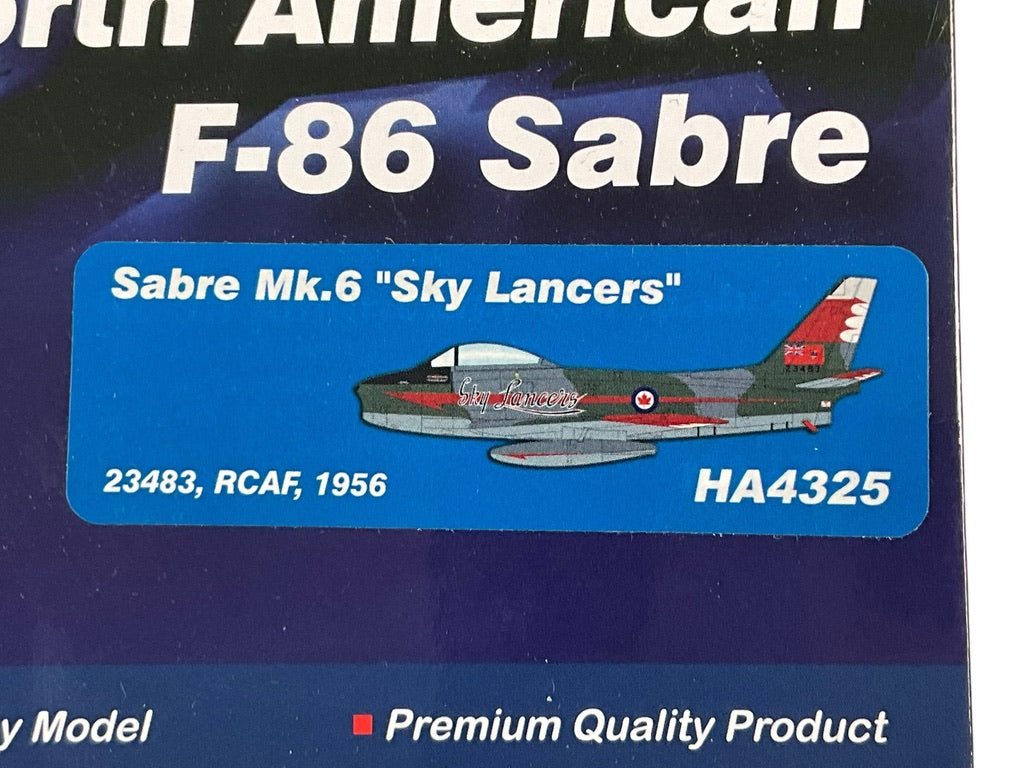 orth American
F-86 Sabre
Sabre Mk.6 "Sky Lancers"
Sky Lancers
23483
23483, RCAF, 1956
HA4325
y Model
Premium Quality Product